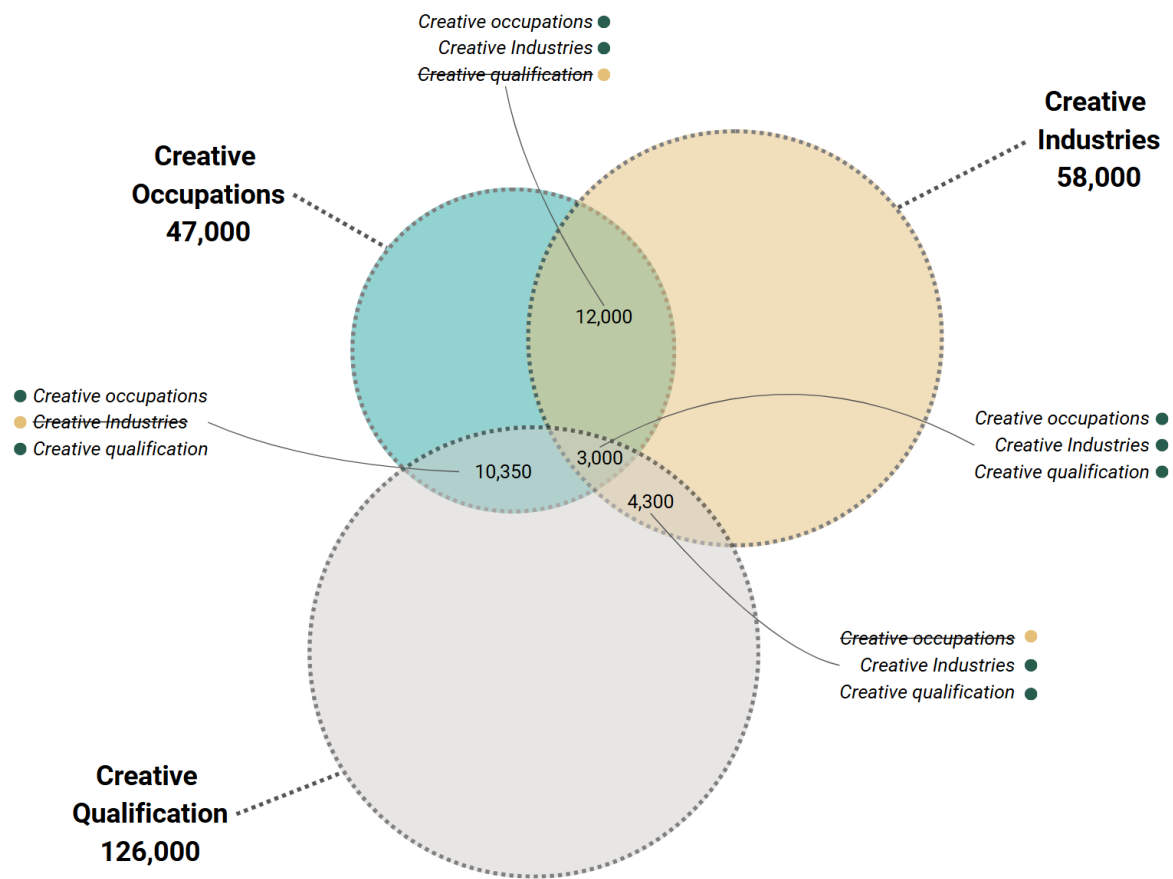 Creative occupations
Creative Industries
Creative qualification
Creative
Industries
58,000
Creative
Occupations
47,000
12,000
Creative occupations
Creative Industries
Creative qualification
Creative occupations
Creative Industries
Creative qualification
3,000
10,350
4,300
Creative occupations
Creative Industries
Creative qualification
Creative
Qualification
126,000